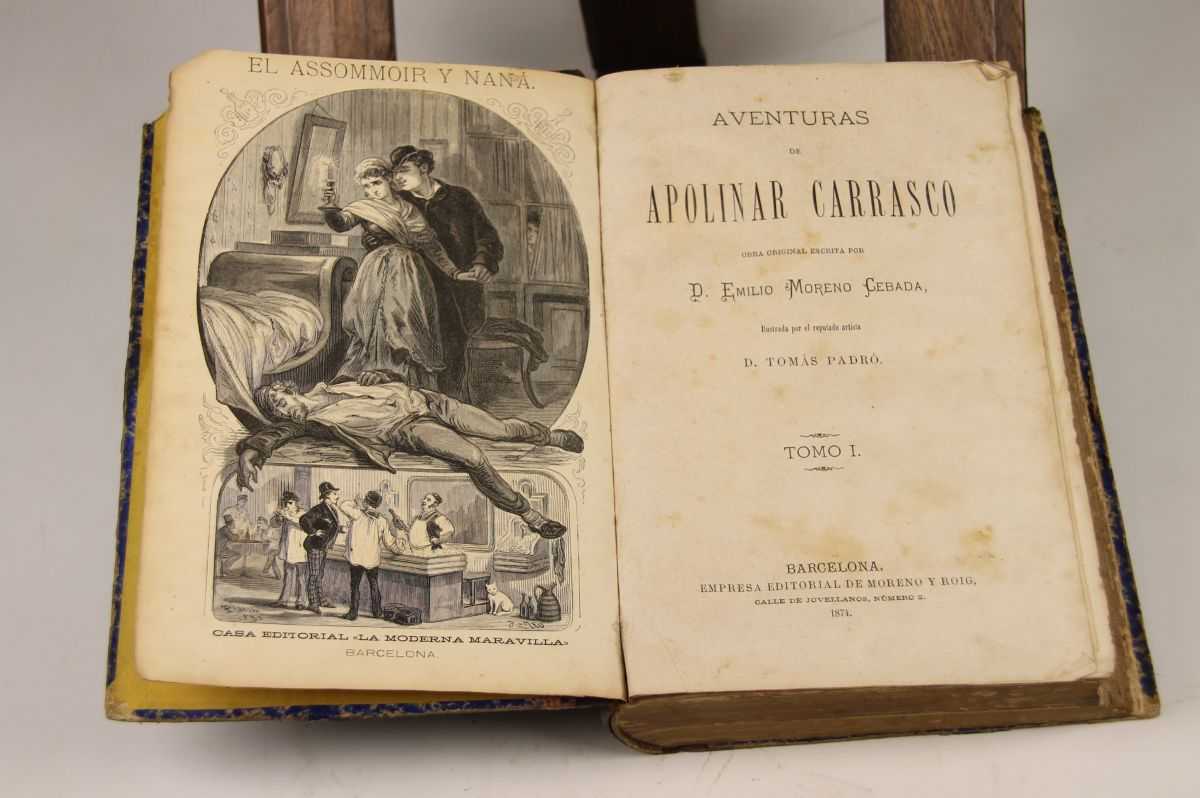 EL ASSOMMOIR Y NANÁ.
CASA EDITORIAL «LA MODERNA MARAVILLA»
BARCELONA.
AVENTURAS
DE
APOLINAR CARRASCO
OBRA ORIGINAL ESCRITA POR
D. EMILIO MORENO CEBADA,
Ilustrada por el reputado artista
D. TOMÁS PADRÓ.
TOMO I.
BARCELONA.
EMPRESA EDITORIAL DE MORENO Y ROIG,
CALLE DE JOVELLANOS, NÚMERO 2.
1874.